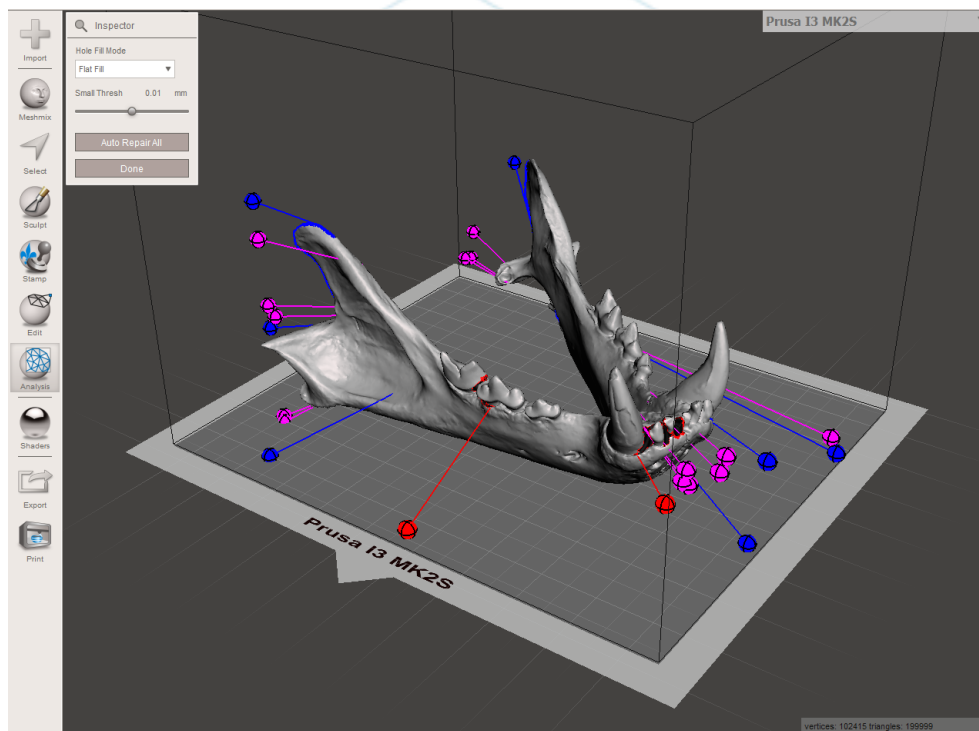 Import
Meshmix
Select
Sculpt
Stamp
Edit
Analysis
Shaders
Export
Print
Inspector
Hole Fill Mode
Flat Fill
Small Thresh 0.01 mm
Auto Repair All
Done
Prusa I3 MK2S
Prusa I3 MK2S
vertices: 102415 triangles: 199999